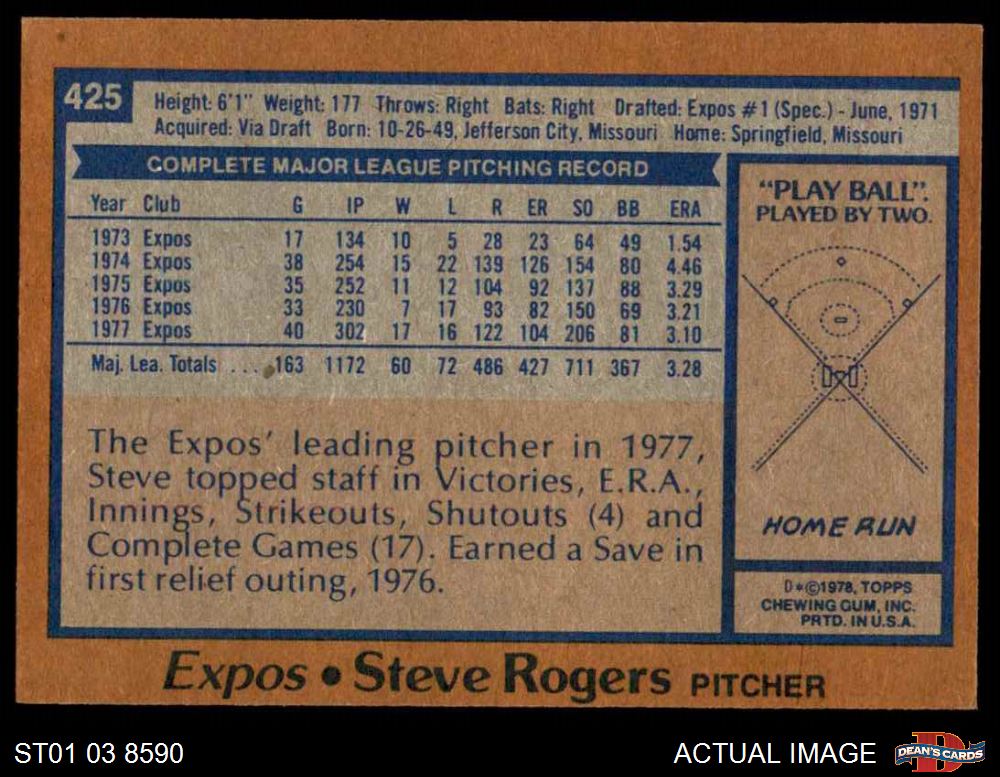 425
Height: 6'1" Weight: 177 Throws: Right Bats: Right Drafted: Expos #1 (Spec.) - June, 1971
Acquired: Via Draft Born: 10-26-49, Jefferson City, Missouri Home: Springfield, Missouri
COMPLETE MAJOR LEAGUE PITCHING RECORD
Year Club G IP W L R ER SO BB ERA
1973 Expos 17 134 10 5 28 23 64 49 1.54
1974 Expos 38 254 15 22 139 126 154 80 4.46
1975 Expos 35 252 11 12 104 92 137 88 3.29
1976 Expos 33 230 7 17 93 82 150 69 3.21
1977 Expos 40 302 17 16 122 104 206 81 3.10
Maj. Lea. Totals . . . 163 1172 60 72 486 427 711 367 3.28
The Expos' leading pitcher in 1977,
Steve topped staff in Victories, E.R.A.,
Innings, Strikeouts, Shutouts (4) and
Complete Games (17). Earned a Save in
first relief outing, 1976.
"PLAY BALL".
PLAYED BY TWO.
HOME RUN
D*©1978, TOPPS
CHEWING GUM, INC.
PRTD. IN U.S.A.
Expos • Steve Rogers PITCHER
ST01 03 8590
ACTUAL IMAGE
D
DEAN'S CARDS